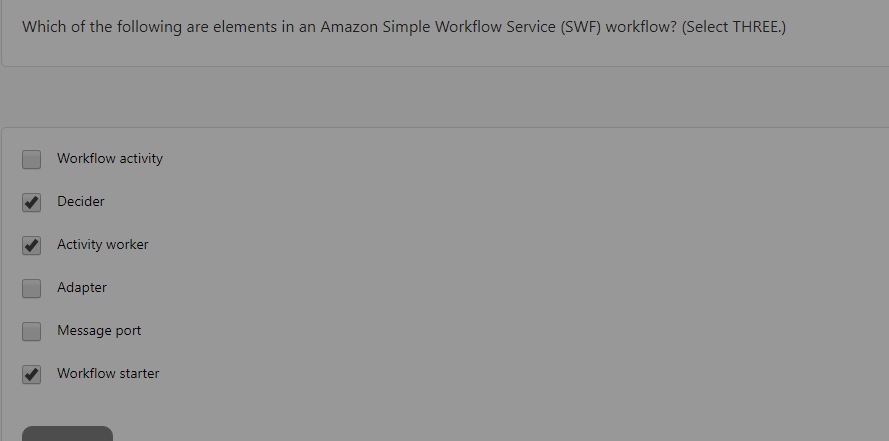 Which of the following are elements in an Amazon Simple Workflow Service (SWF) workflow? (Select THREE.)
Workflow activity
Decider
Activity worker
Adapter
Message port
Workflow starter